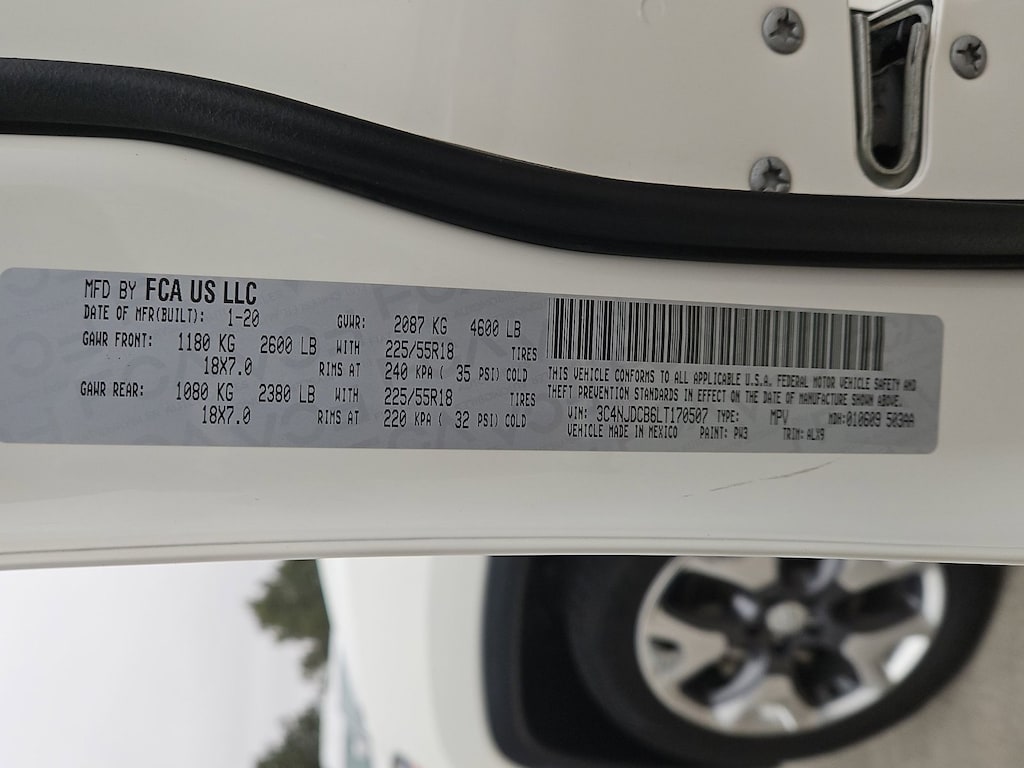 MFD BY FCA US LLC
DATE OF MFR(BUILT): 1-20 GVWR: 2087 KG 4600 LB
GAWR FRONT: 1180 KG 2600 LB WITH 225/55R18 TIRES
18X7.0 RIMS AT 240 KPA ( 35 PSI) COLD
GAWR REAR: 1080 KG 2380 LB WITH 225/55R18 TIRES
18X7.0 RIMS AT 220 KPA ( 32 PSI) COLD
THIS VEHICLE CONFORMS TO ALL APPLICABLE U.S.A. FEDERAL MOTOR VEHICLE SAFETY AND
THEFT PREVENTION STANDARDS IN EFFECT ON THE DATE OF MANUFACTURE SHOWN ABOVE.
VIN: 3C4NJDCB6LT170507 TYPE: MPV MDH:010609 503AA
VEHICLE MADE IN MEXICO PAINT: PW3 TRIM: ALX9